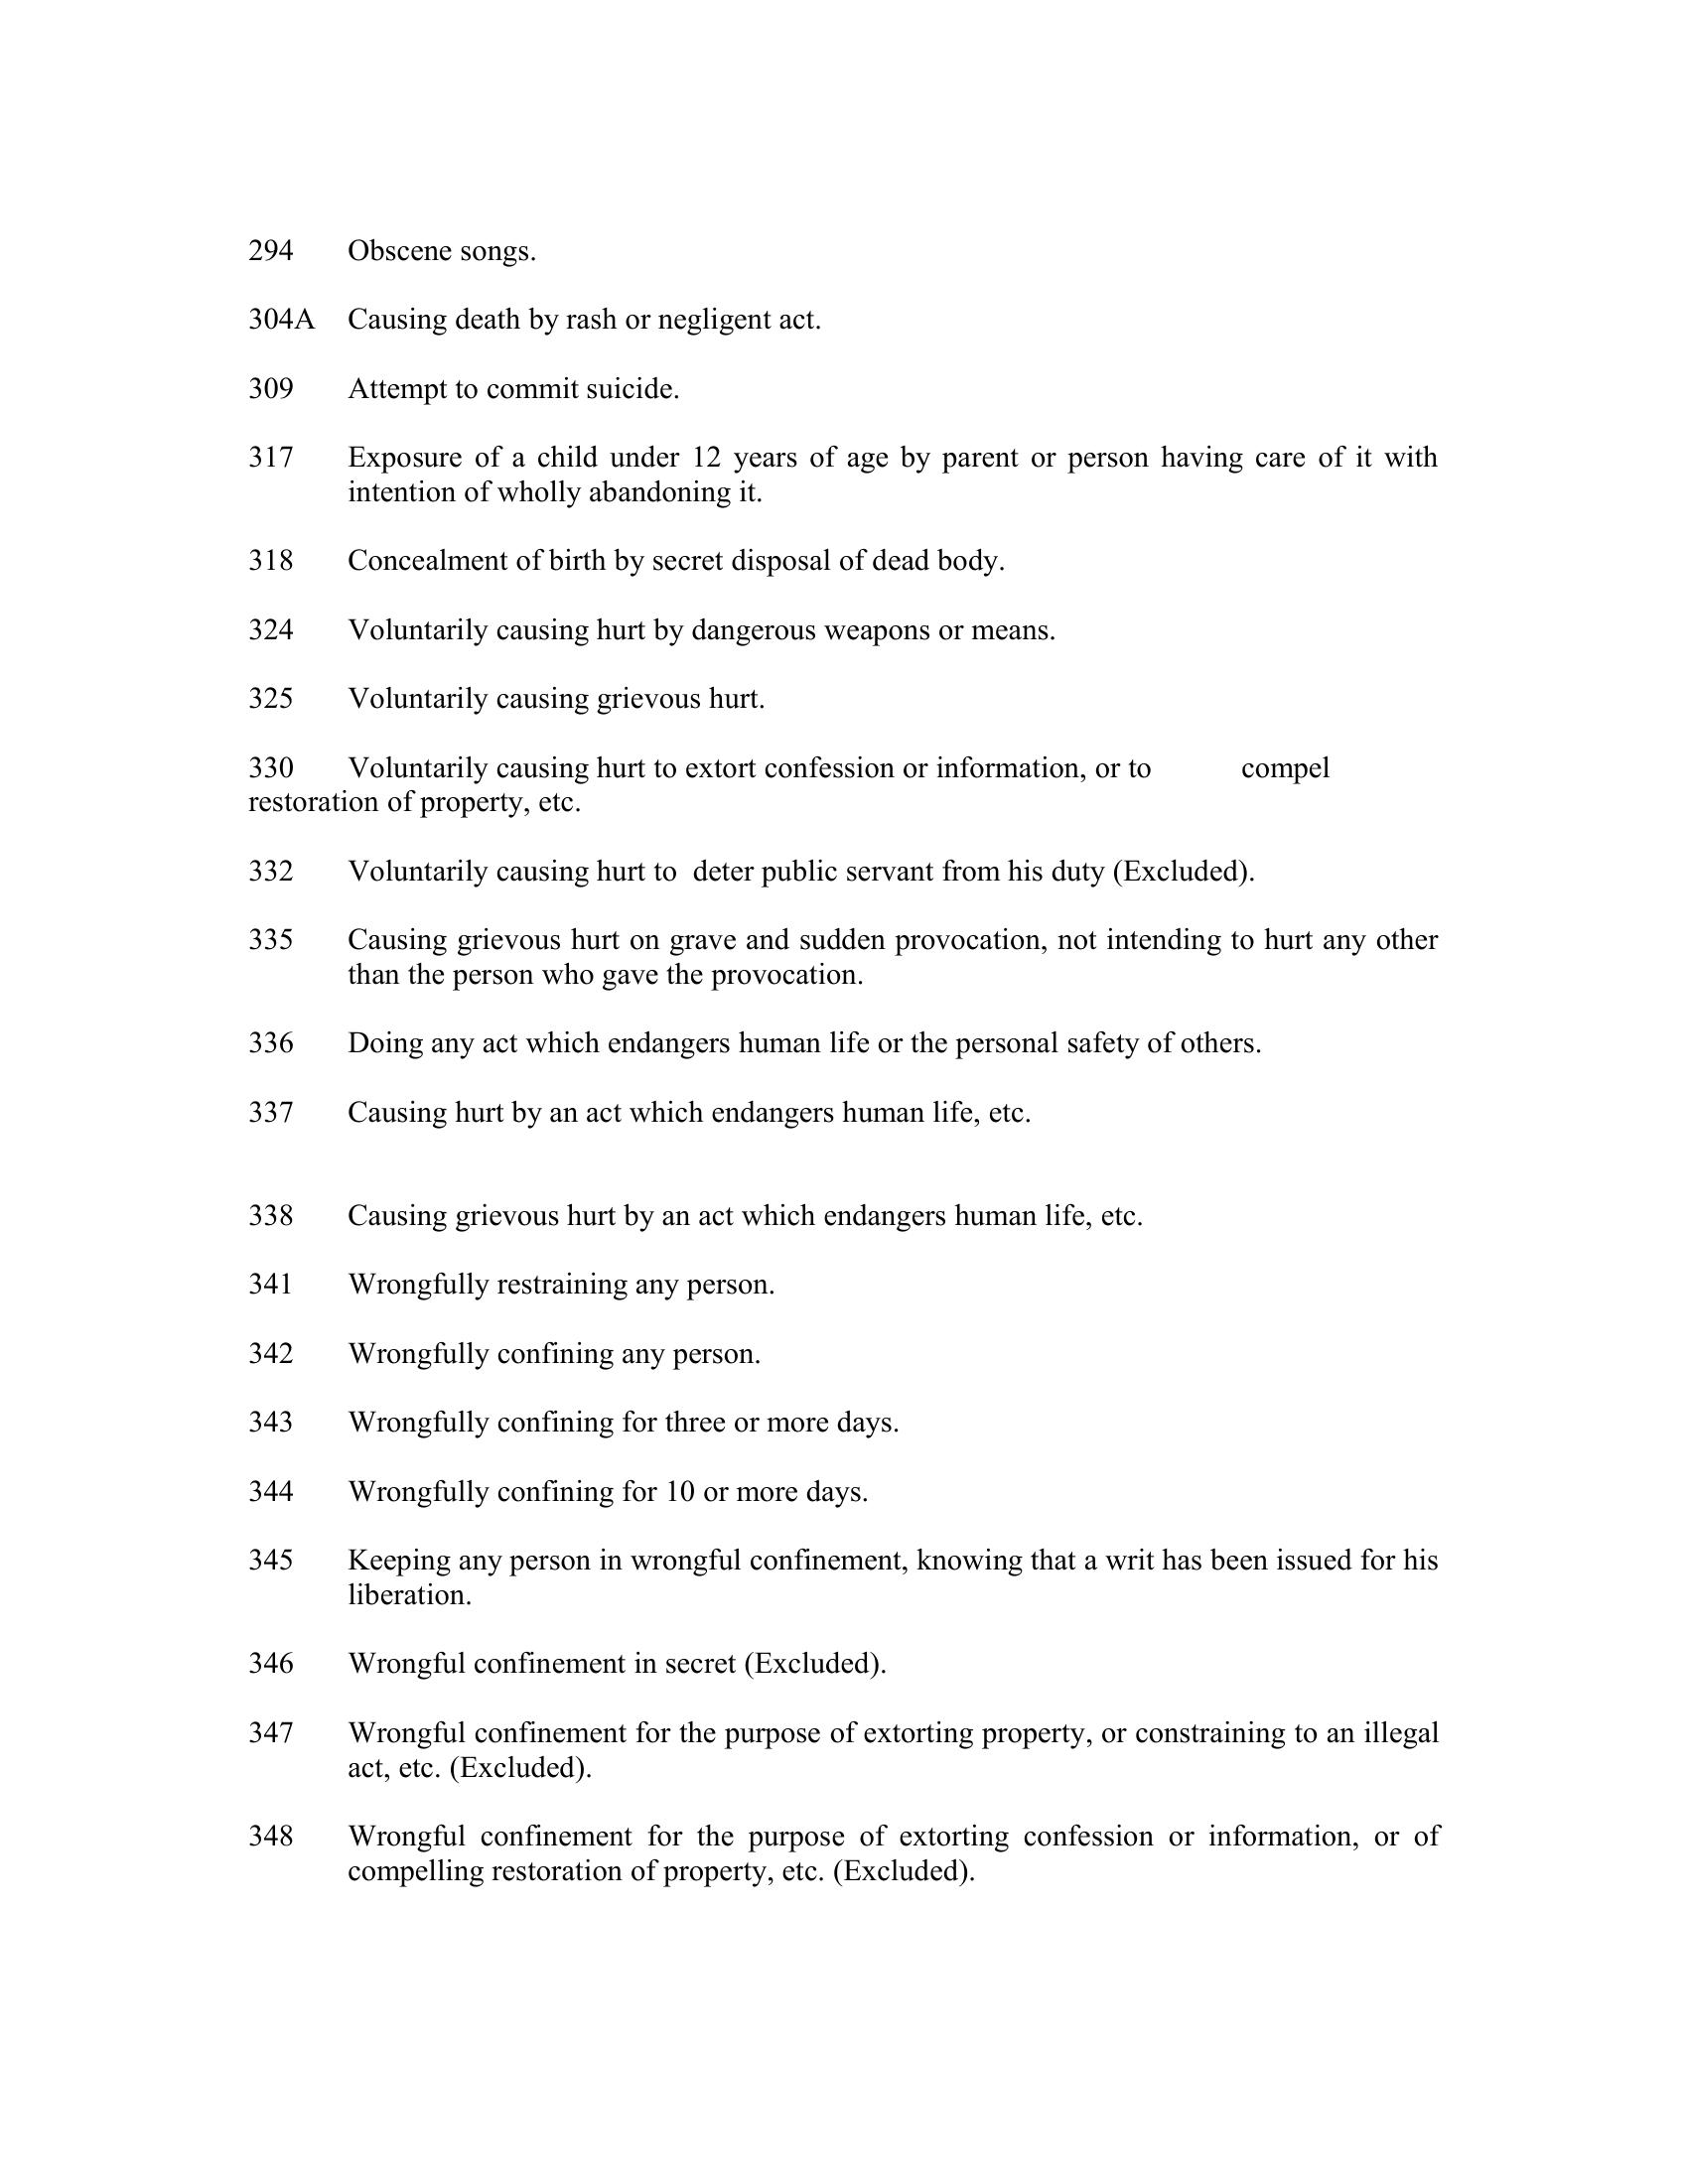 294 Obscene songs.
304A Causing death by rash or negligent act.
309 Attempt to commit suicide.
317 Exposure of a child under 12 years of age by parent or person having care of it with
intention of wholly abandoning it.
318 Concealment of birth by secret disposal of dead body.
324 Voluntarily causing hurt by dangerous weapons or means.
325 Voluntarily causing grievous hurt.
330 Voluntarily causing hurt to extort confession or information, or to compel
restoration of property, etc.
332 Voluntarily causing hurt to deter public servant from his duty (Excluded).
335 Causing grievous hurt on grave and sudden provocation, not intending to hurt any other
than the person who gave the provocation.
336 Doing any act which endangers human life or the personal safety of others.
337 Causing hurt by an act which endangers human life, etc.
338 Causing grievous hurt by an act which endangers human life, etc.
341 Wrongfully restraining any person.
342 Wrongfully confining any person.
343 Wrongfully confining for three or more days.
344 Wrongfully confining for 10 or more days.
345 Keeping any person in wrongful confinement, knowing that a writ has been issued for his
liberation.
346 Wrongful confinement in secret (Excluded).
347 Wrongful confinement for the purpose of extorting property, or constraining to an illegal
act, etc. (Excluded).
348 Wrongful confinement for the purpose of extorting confession or information, or of
compelling restoration of property, etc. (Excluded).